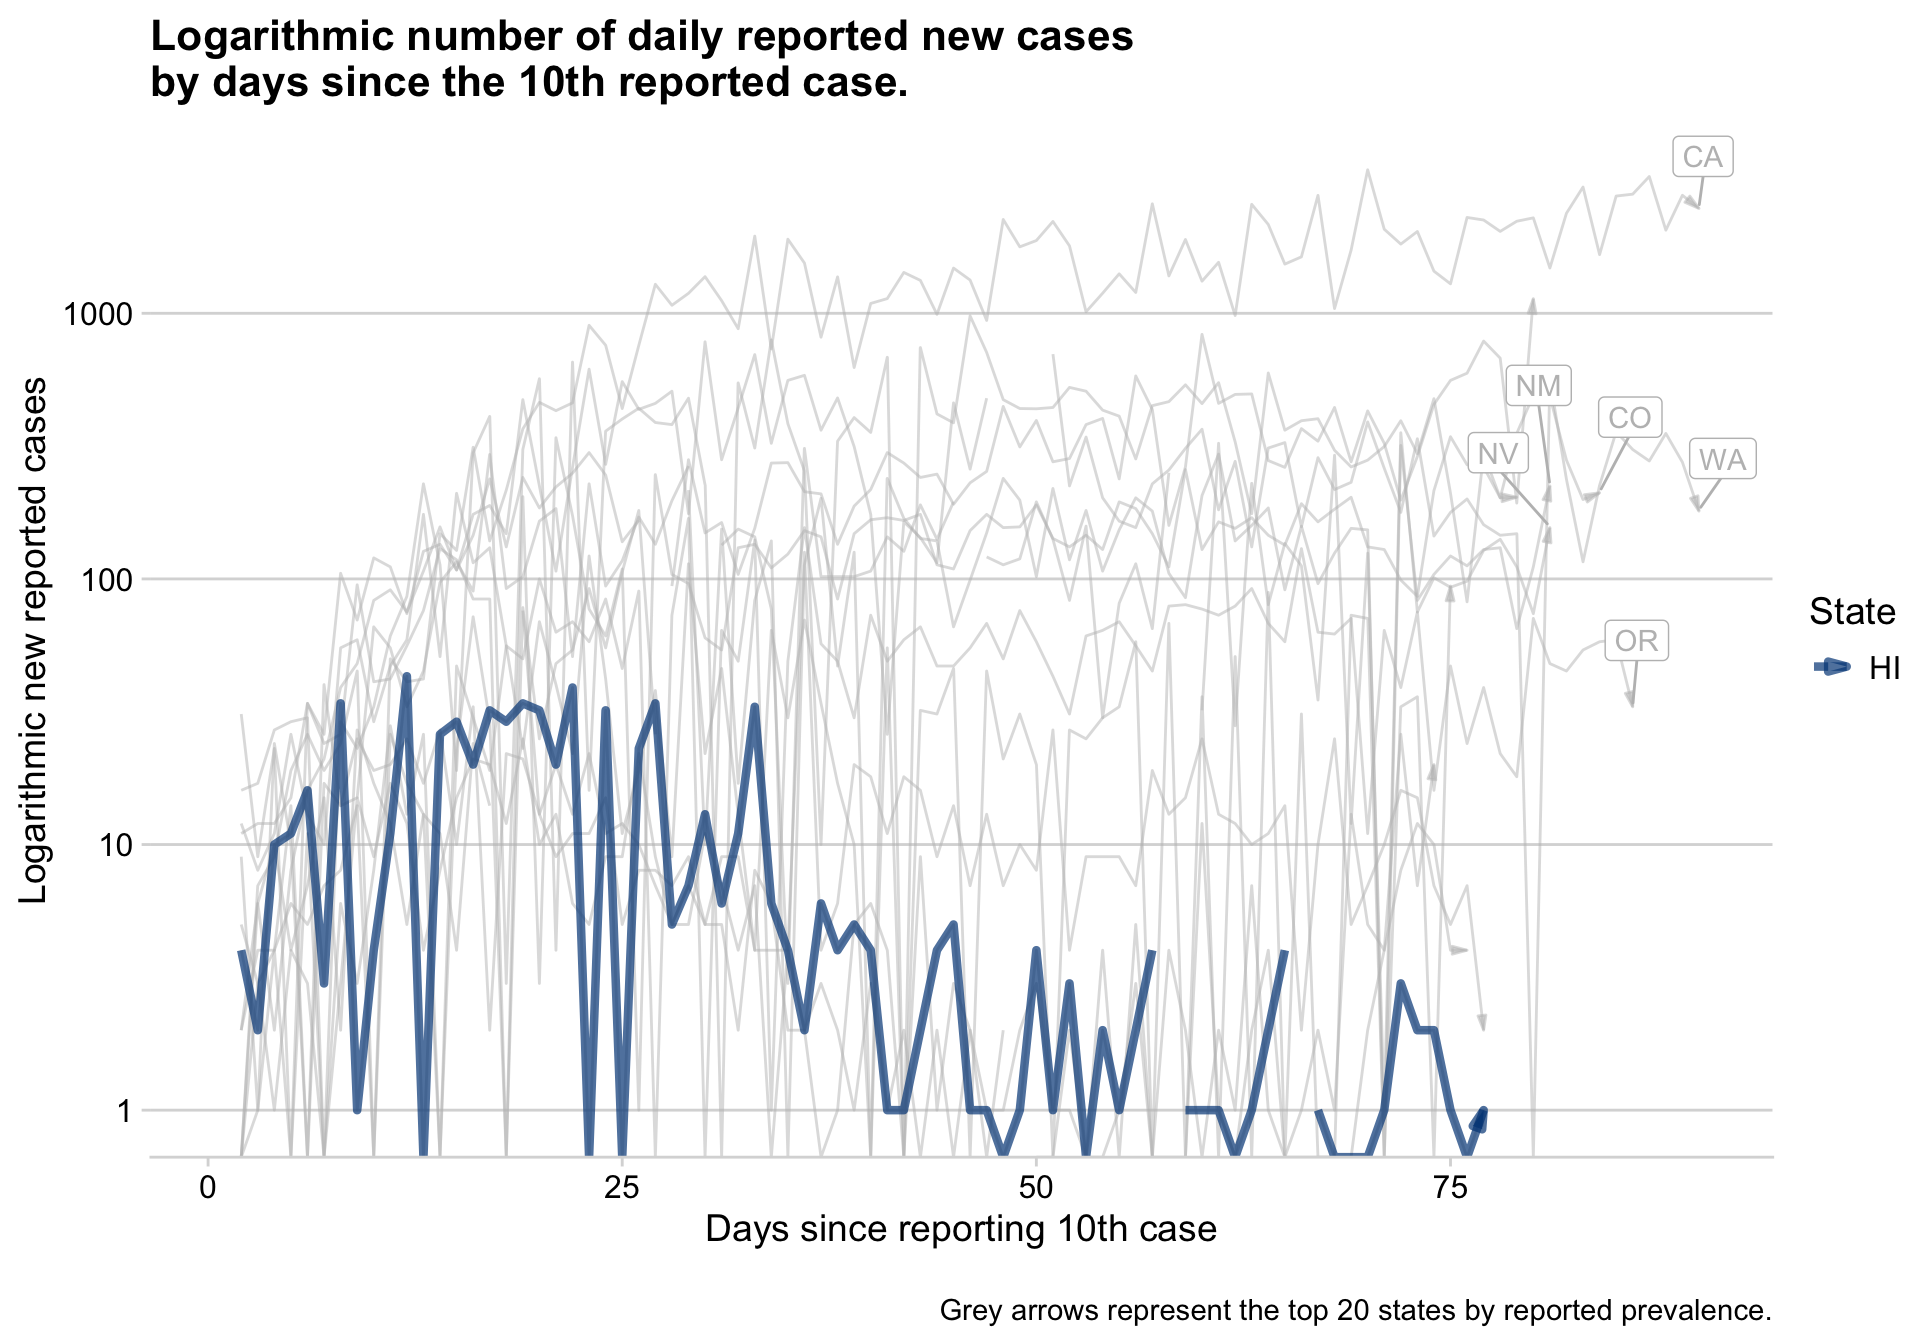 Logarithmic number of daily reported new cases
by days since the 10th reported case.
CA
1000
NM
CO
NV
WA
100
OR
State
HI
10
1
Logarithmic new reported cases
0 25 50 75
Days since reporting 10th case
Grey arrows represent the top 20 states by reported prevalence.